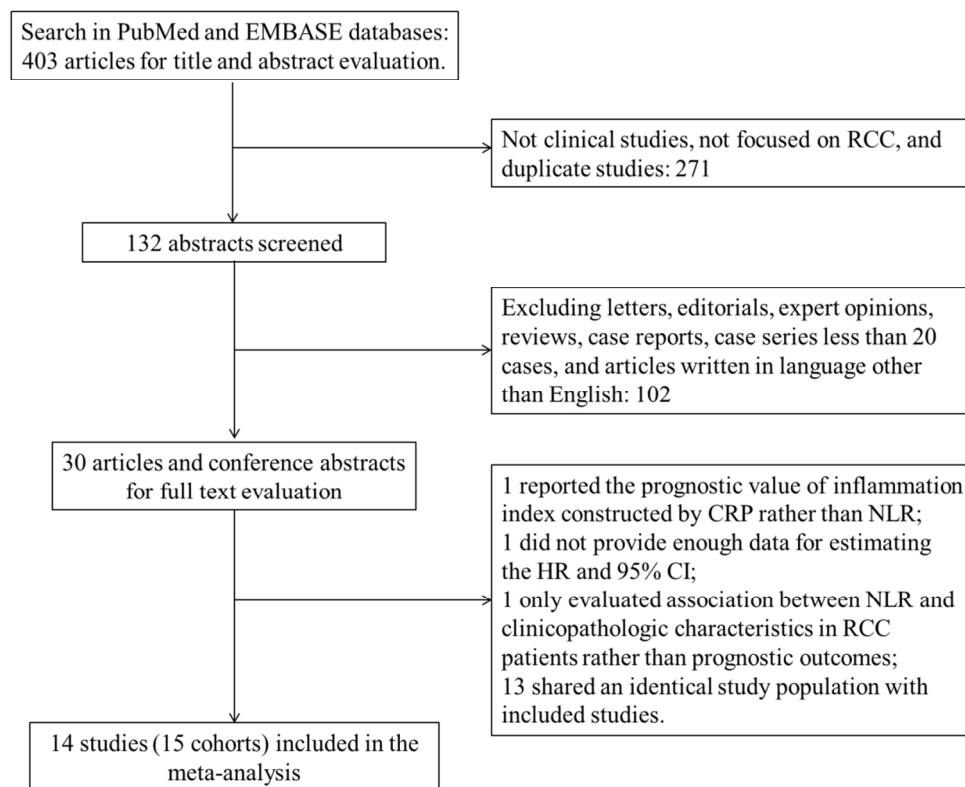 Search in PubMed and EMBASE databases:
403 articles for title and abstract evaluation.
Not clinical studies, not focused on RCC, and
duplicate studies: 271
132 abstracts screened
Excluding letters, editorials, expert opinions,
reviews, case reports, case series less than 20
cases, and articles written in language other
than English: 102
30 articles and conference abstracts
for full text evaluation
1 reported the prognostic value of inflammation
index constructed by CRP rather than NLR;
1 did not provide enough data for estimating
the HR and 95% CI;
1 only evaluated association between NLR and
clinicopathologic characteristics in RCC
patients rather than prognostic outcomes;
13 shared an identical study population with
included studies.
14 studies (15 cohorts) included in the
meta-analysis